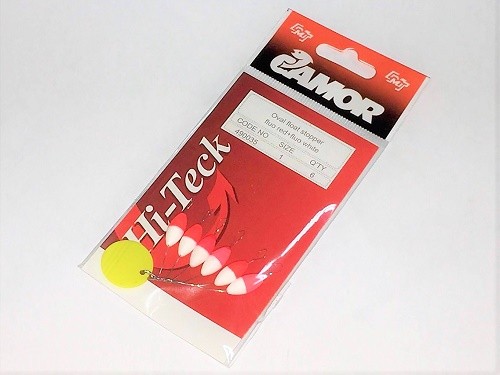 CAMOR
Oval float stopper
fluo red+fluo white
CODE NO SIZE Q'TY
490035 1 6
Hi-Teck